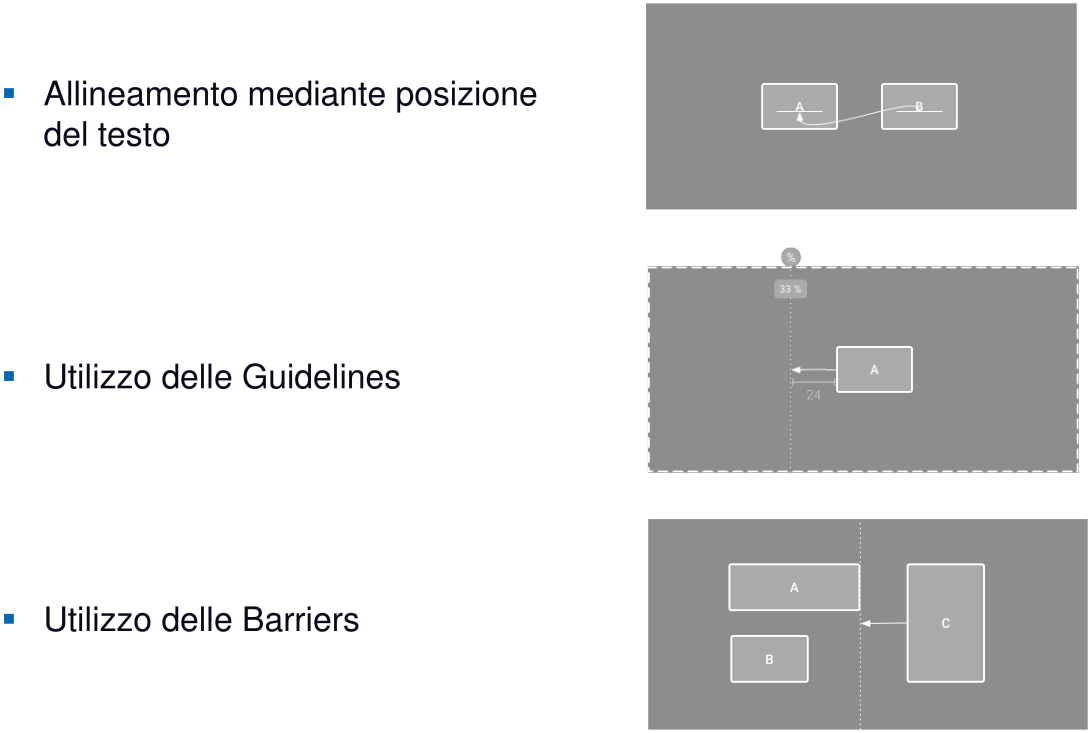 Allineamento mediante posizione
del testo
A
B
%
33 %
Utilizzo delle Guidelines
A
24
A
Utilizzo delle Barriers
C
B